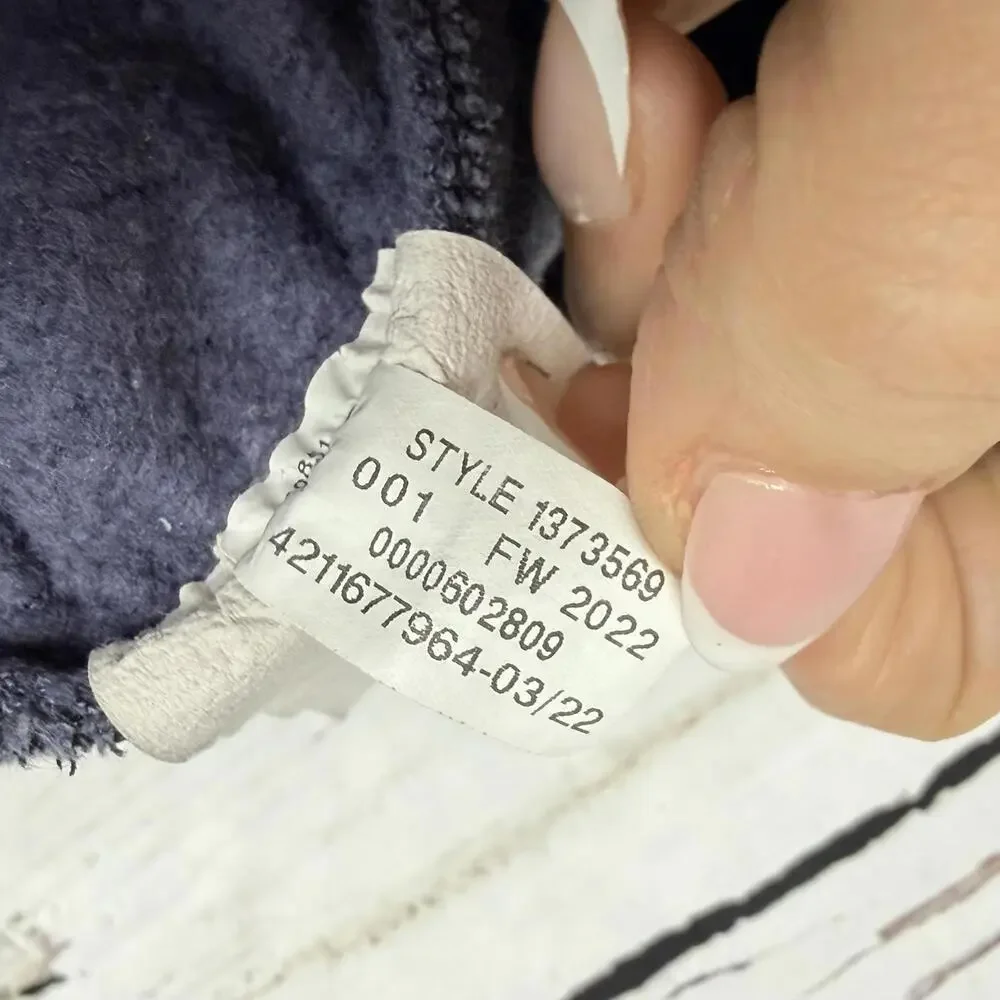 STYLE 1373569
001 FW 2022
0000602809
4211677964-03/22